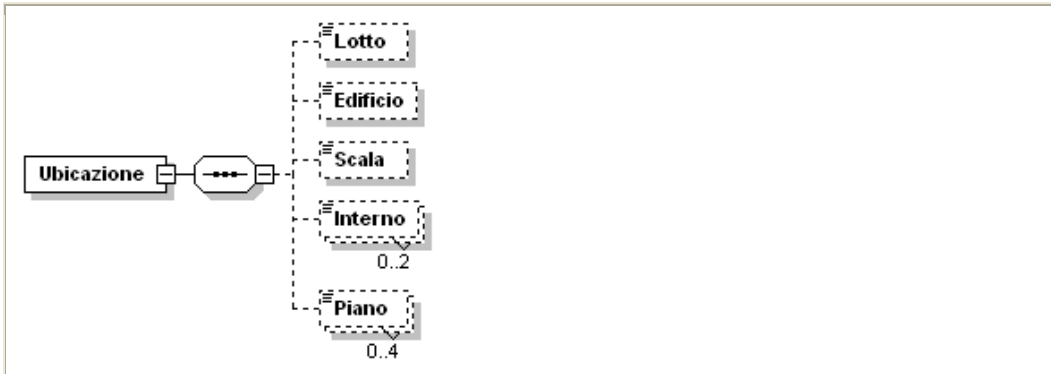 Lotto
Edificio
Scala
Ubicazione
Interno
0..2
Piano
0..4